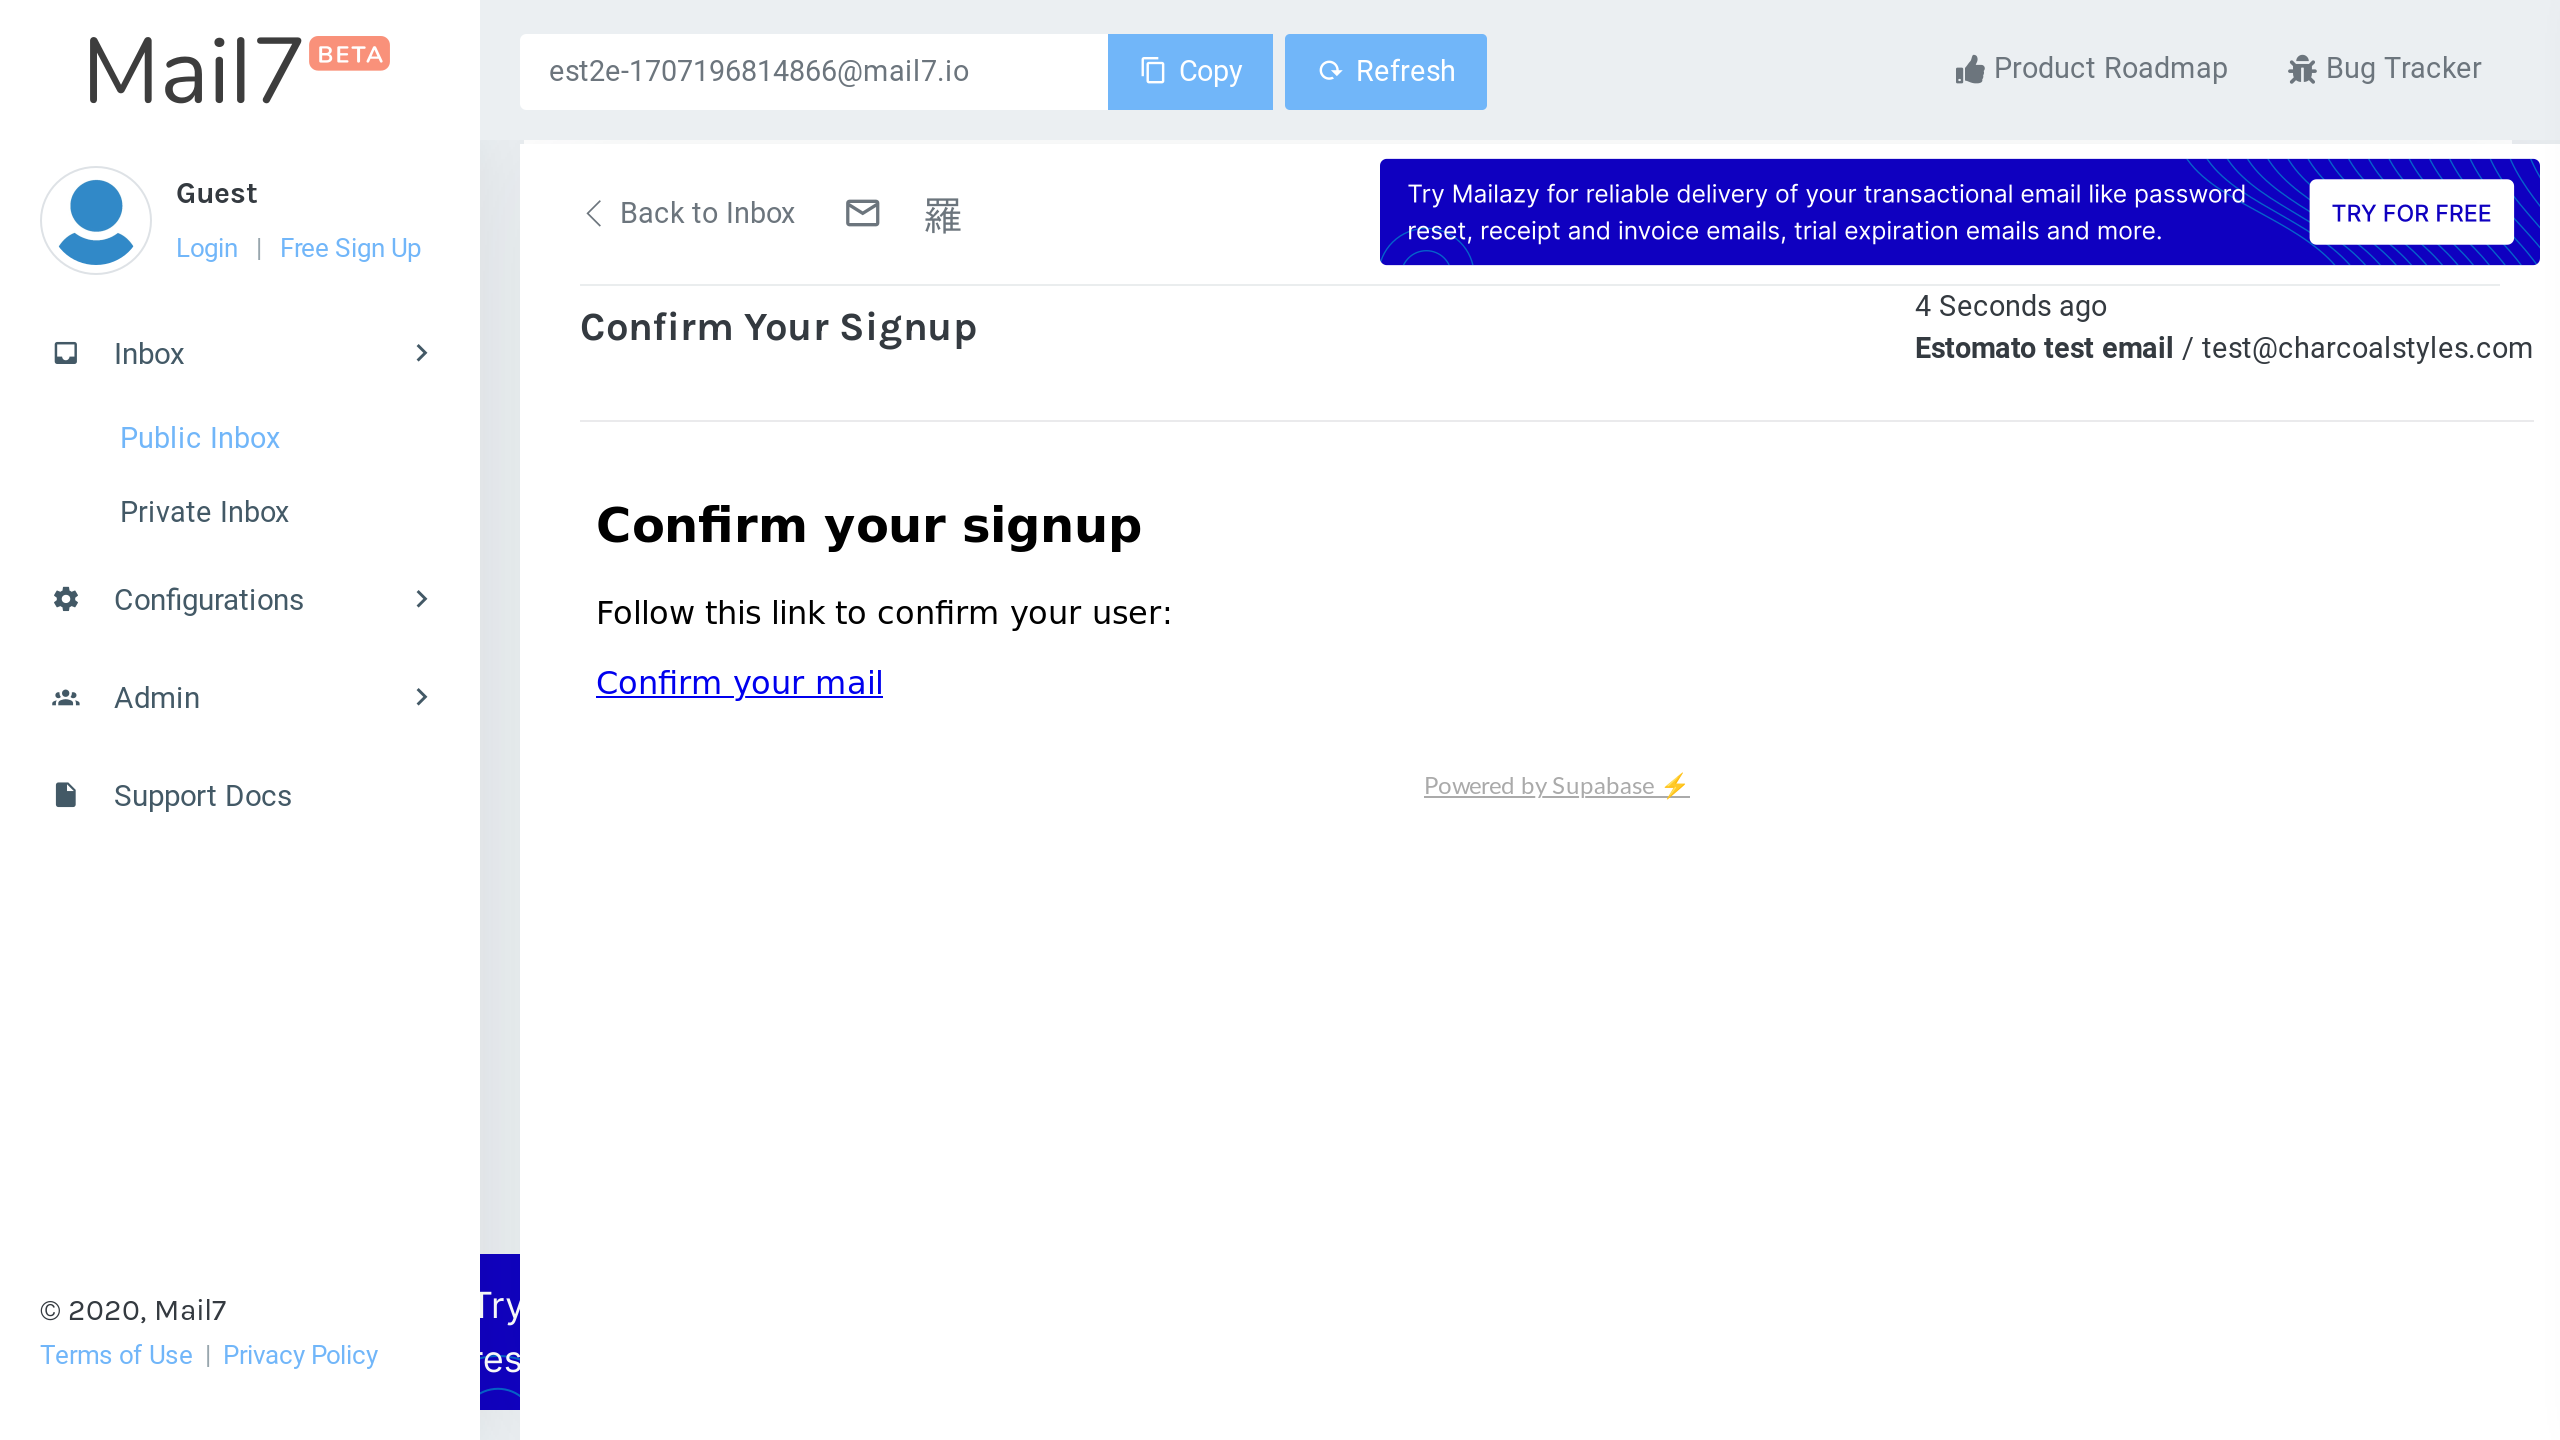 Mail7 BETA
est2e-1707196814866@mail7.io
Copy
Refresh
Product Roadmap
Bug Tracker
Guest
Login | Free Sign Up
Inbox
Public Inbox
Private Inbox
Configurations
Admin
Support Docs
© 2020, Mail7
Terms of Use | Privacy Policy
Back to Inbox
羅
Try Mailazy for reliable delivery of your transactional email like password
reset, receipt and invoice emails, trial expiration emails and more.
TRY FOR FREE
Confirm Your Signup
4 Seconds ago
Estomato test email / test@charcoalstyles.com
Confirm your signup
Follow this link to confirm your user:
Confirm your mail
Powered by Supabase ⚡
Try
res